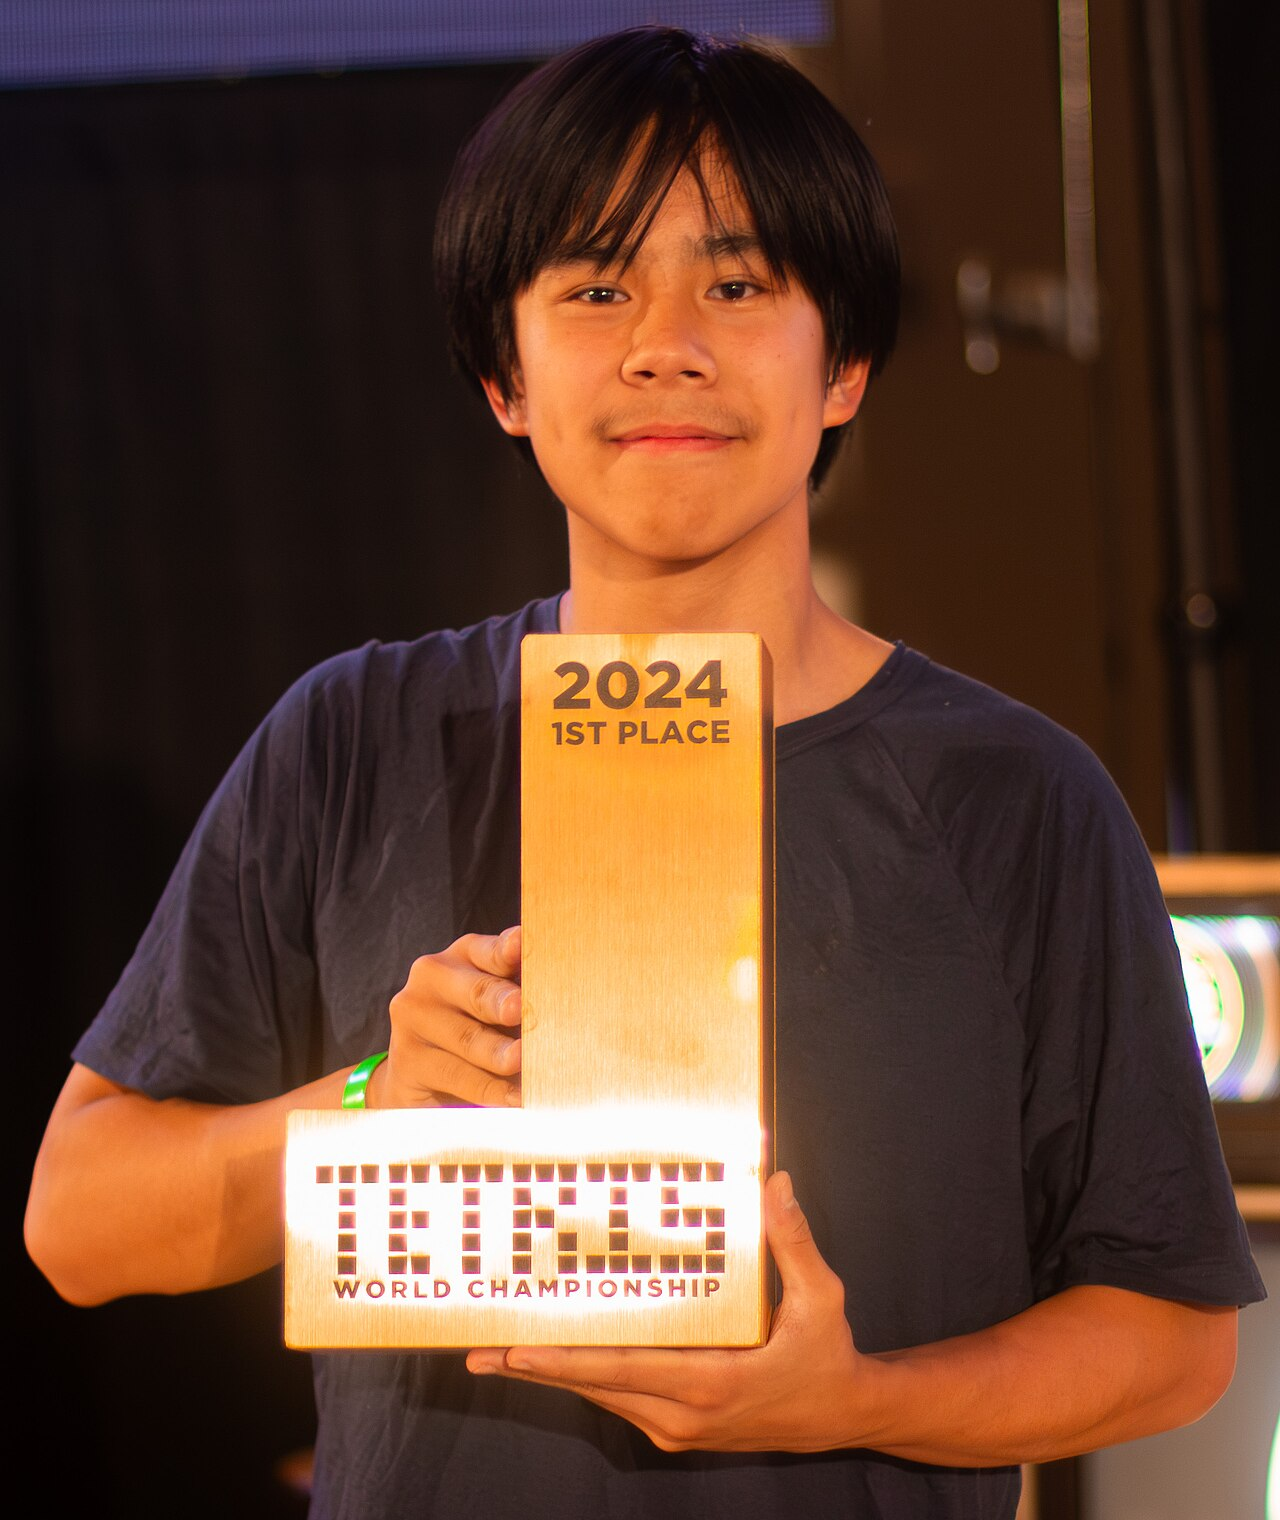 2024
1ST PLACE
TETRIS
WORLD CHAMPIONSHIP